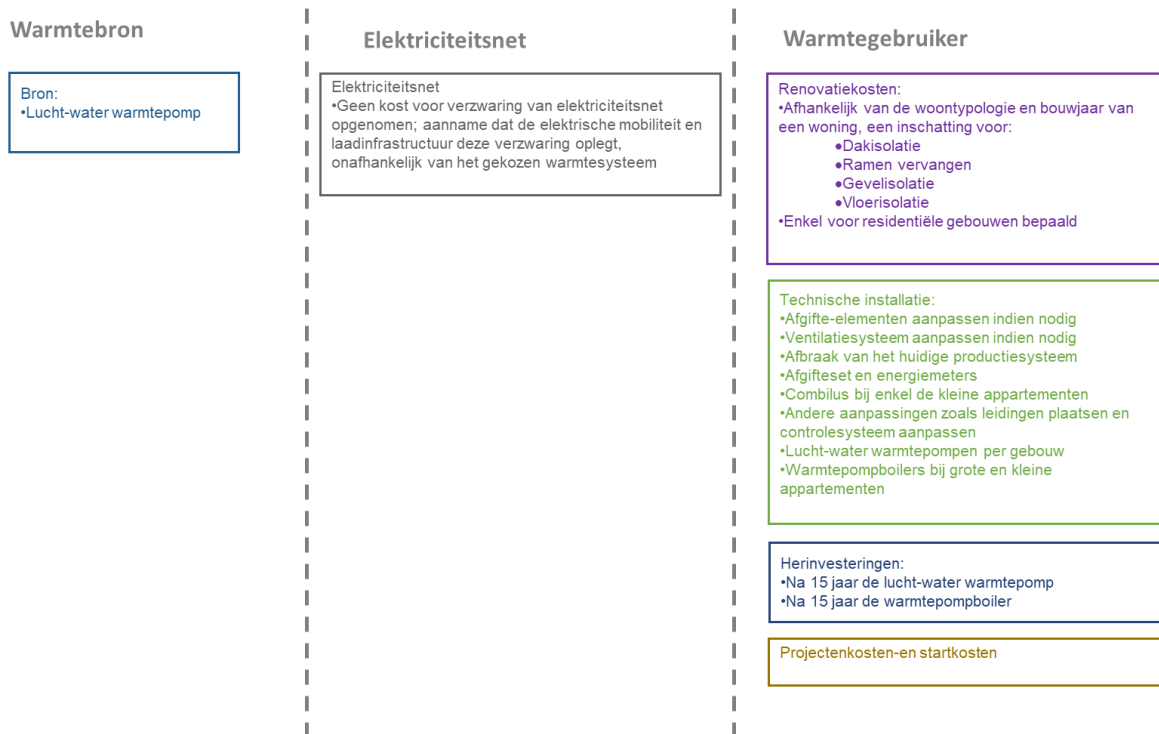 Warmtebron
Bron:
•Lucht-water warmtepomp
Elektriciteitsnet
Elektriciteitsnet
•Geen kost voor verzwaring van elektriciteitsnet
opgenomen; aanname dat de elektrische mobiliteit en
laadinfrastructuur deze verzwaring oplegt,
onafhankelijk van het gekozen warmtesysteem
Warmtegebruiker
Renovatiekosten:
•Afhankelijk van de woontypologie en bouwjaar van
een woning, een inschatting voor:
●Dakisolatie
●Ramen vervangen
●Gevelisolatie
●Vloerisolatie
•Enkel voor residentiële gebouwen bepaald
Technische installatie:
•Afgifte-elementen aanpassen indien nodig
•Ventilatiesysteem aanpassen indien nodig
•Afbraak van het huidige productiesysteem
•Afgifteset en energiemeters
•Combilus bij enkel de kleine appartementen
•Andere aanpassingen zoals leidingen plaatsen en
controlesysteem aanpassen
•Lucht-water warmtepompen per gebouw
•Warmtepompboilers bij grote en kleine
appartementen
Herinvesteringen:
•Na 15 jaar de lucht-water warmtepomp
•Na 15 jaar de warmtepompboiler
Projectenkosten-en startkosten